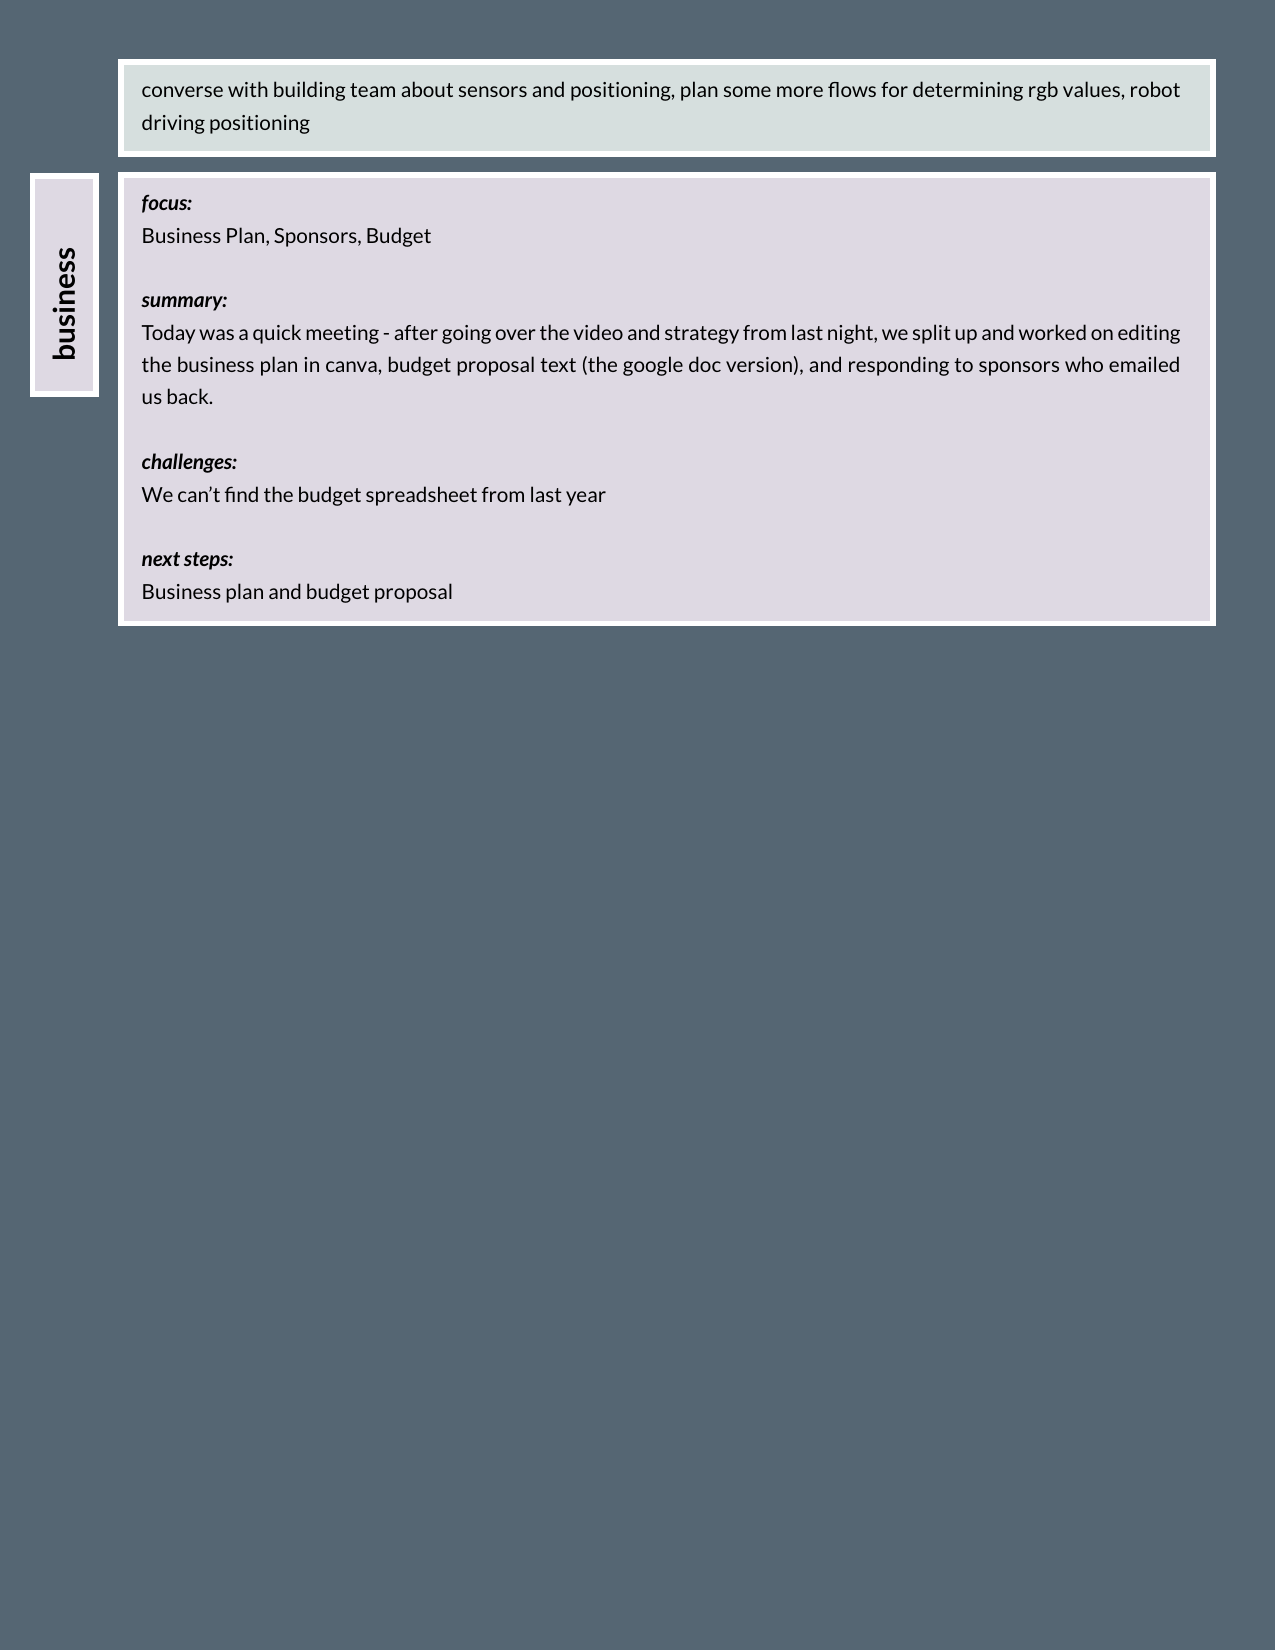 converse with building team about sensors and positioning, plan some more flows for determining rgb values, robot
driving positioning
business
focus:
Business Plan, Sponsors, Budget
summary:
Today was a quick meeting - after going over the video and strategy from last night, we split up and worked on editing
the business plan in canva, budget proposal text (the google doc version), and responding to sponsors who emailed
us back.
challenges:
We can’t find the budget spreadsheet from last year
next steps:
Business plan and budget proposal